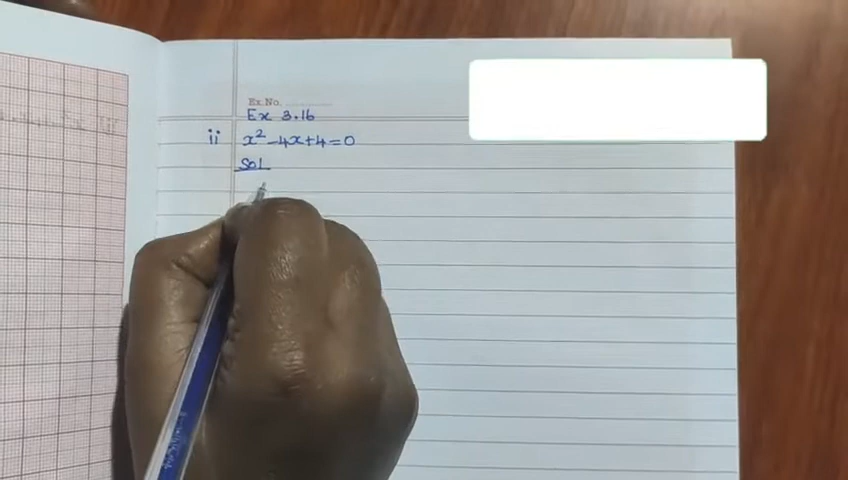 Ex.No.
Ex 3.16
ii x² - 4x + 4 = 0
Sol